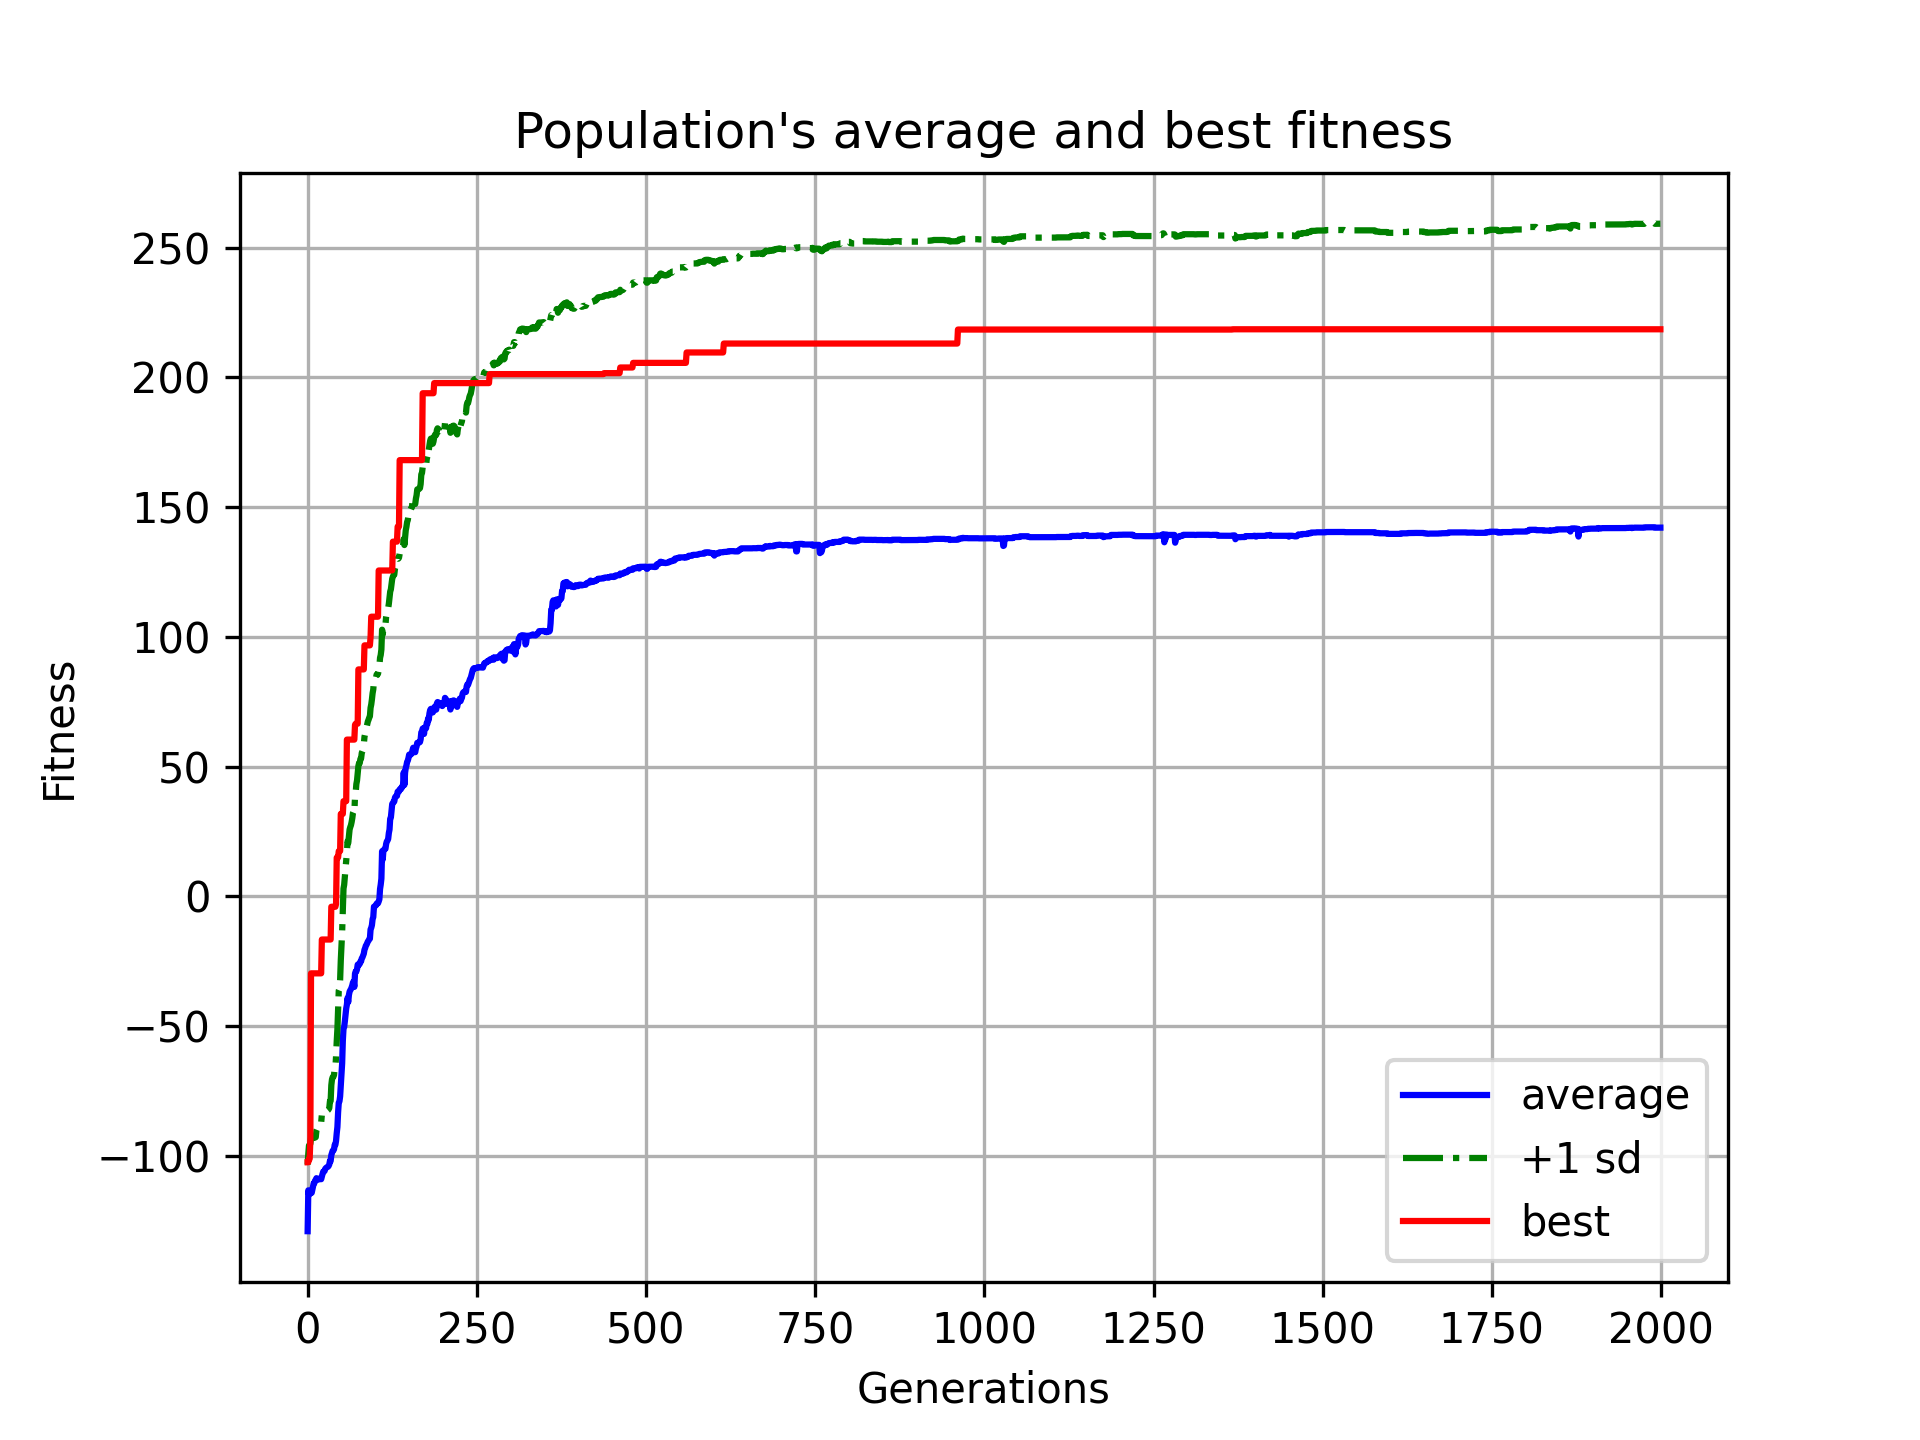 Population's average and best fitness
Fitness
250
200
150
100
50
0
−50
−100
0 250 500 750 1000 1250 1500 1750 2000
Generations
average
+1 sd
best